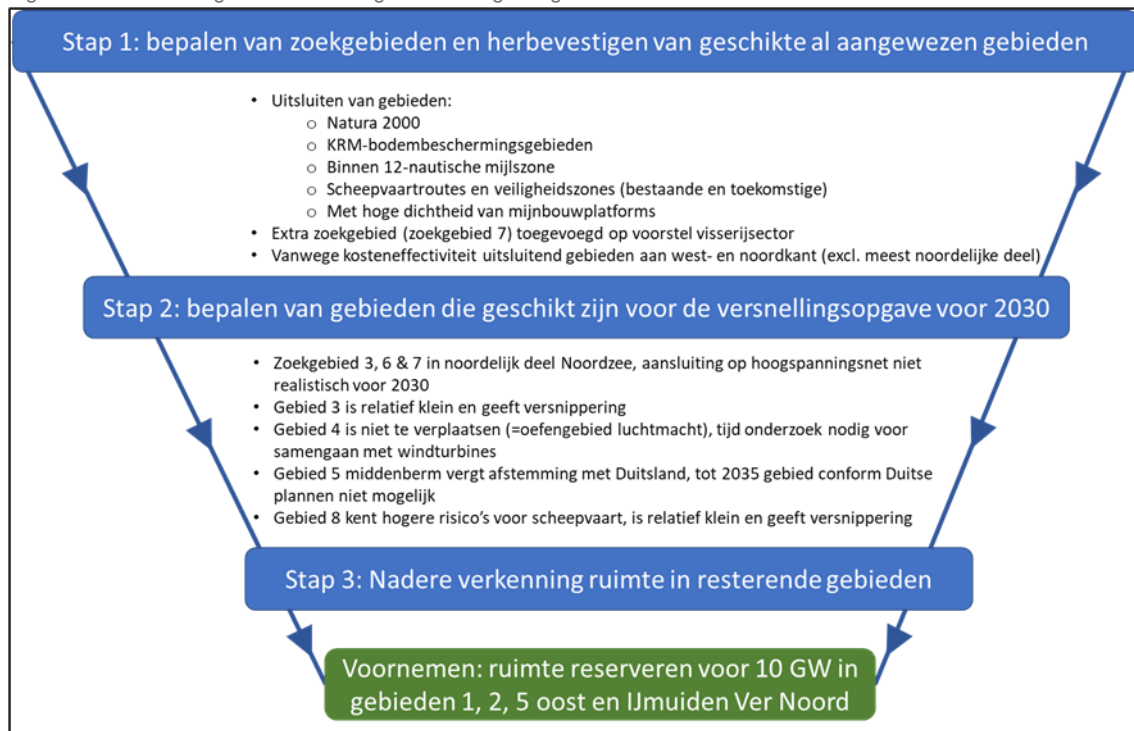 Stap 1: bepalen van zoekgebieden en herbevestigen van geschikte al aangewezen gebieden
• Uitsluiten van gebieden:
o Natura 2000
o KRM-bodembeschermingsgebieden
o Binnen 12-nautische mijlszone
o Scheepvaartroutes en veiligheidszones (bestaande en toekomstige)
o Met hoge dichtheid van mijnbouwplatforms
• Extra zoekgebied (zoekgebied 7) toegevoegd op voorstel visserijsector
• Vanwege kosteneffectiviteit uitsluitend gebieden aan west- en noordkant (excl. meest noordelijke deel)
Stap 2: bepalen van gebieden die geschikt zijn voor de versnellingsopgave voor 2030
• Zoekgebied 3, 6 & 7 in noordelijk deel Noordzee, aansluiting op hoogspanningsnet niet
realistisch voor 2030
• Gebied 3 is relatief klein en geeft versnippering
• Gebied 4 is niet te verplaatsen (=oefengebied luchtmacht), tijd onderzoek nodig voor
samengaan met windturbines
• Gebied 5 middenberm vergt afstemming met Duitsland, tot 2035 gebied conform Duitse
plannen niet mogelijk
• Gebied 8 kent hogere risico's voor scheepvaart, is relatief klein en geeft versnippering
Stap 3: Nadere verkenning ruimte in resterende gebieden
Voornemen: ruimte reserveren voor 10 GW in
gebieden 1, 2, 5 oost en IJmuiden Ver Noord